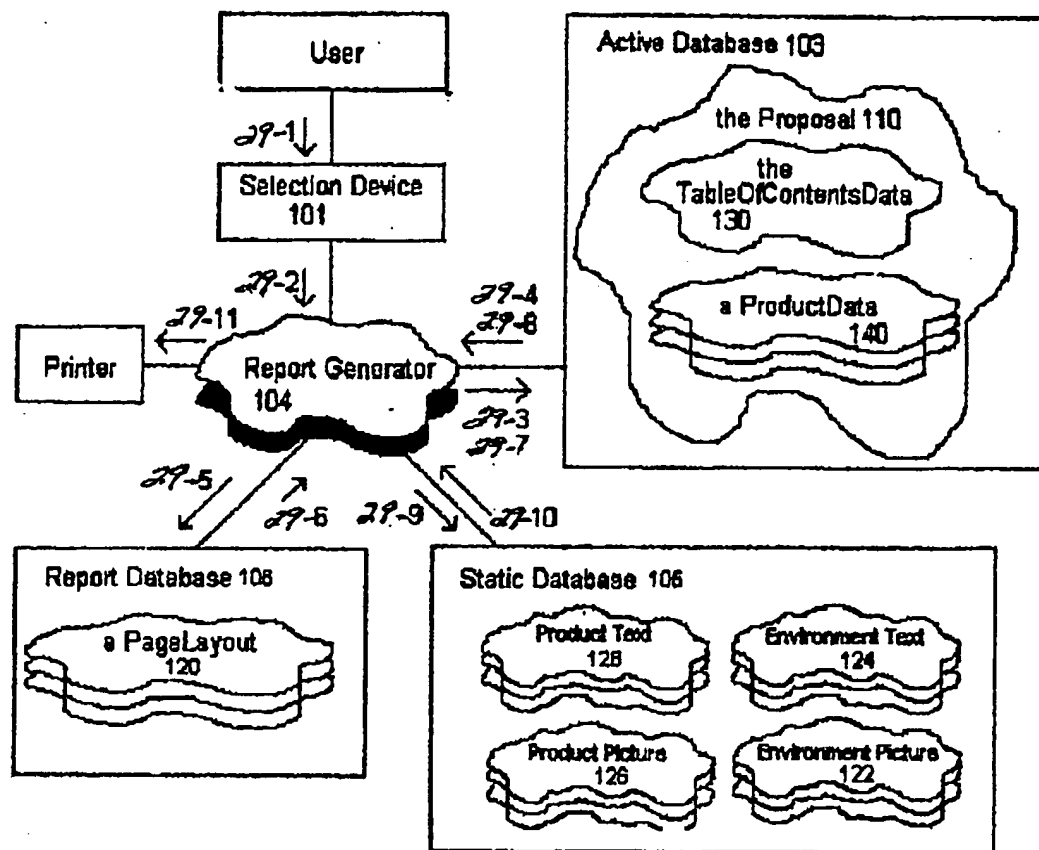 User
29-1
Selection Device
101
29-2
29-11
Printer
Report Generator
104
29-4
29-8
29-3
29-7
29-5
29-6
29-9
29-10
Active Database 103
the Proposal 110
the
TableOfContentsData
130
a ProductData
140
Report Database 106
a PageLayout
120
Static Database 105
Product Text
128
Environment Text
124
Product Picture
126
Environment Picture
122